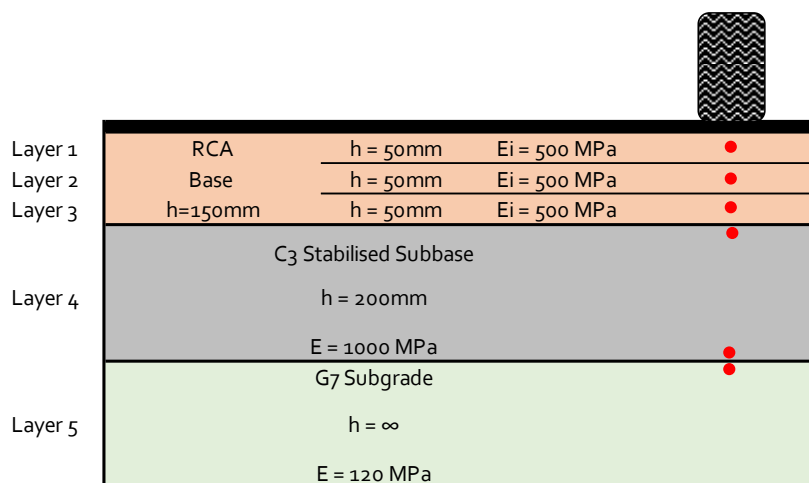 Layer 1 RCA h = 50mm Ei = 500 MPa
Layer 2 Base h = 50mm Ei = 500 MPa
Layer 3 h=150mm h = 50mm Ei = 500 MPa
C3 Stabilised Subbase
Layer 4 h = 200mm
E = 1000 MPa
G7 Subgrade
Layer 5 h = ∞
E = 120 MPa